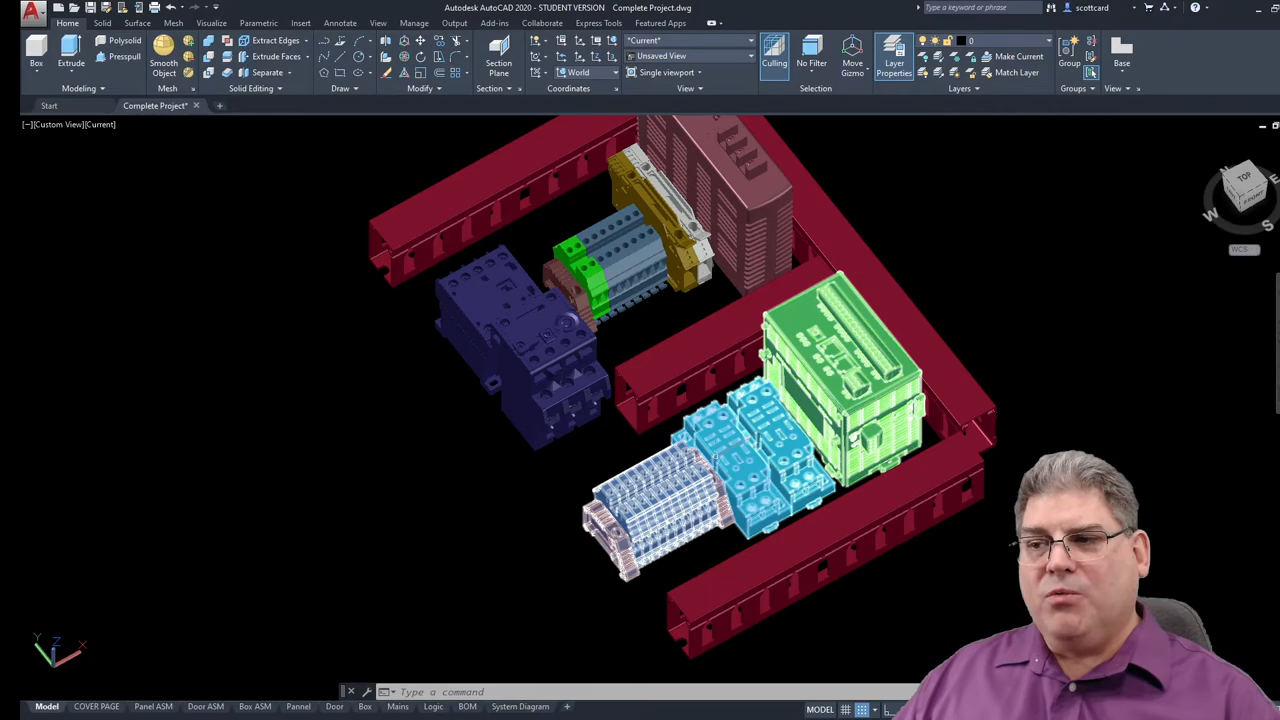 Autodesk AutoCAD 2020 - STUDENT VERSION Complete Project.dwg
Type a keyword or phrase
scottcard
Home Solid Surface Mesh Visualize Parametric Insert Annotate View Manage Output Add-ins Collaborate Express Tools Featured Apps
Box
Extrude
Polysolid
Presspull
Modeling
Smooth Object
Mesh
Extract Edges
Extrude Faces
Separate
Solid Editing
Draw
Modify
Section Plane
Section
World
Coordinates
*Current*
Unsaved View
Single viewport
View
Culling
No Filter
Move Gizmo
Selection
Layer Properties
0
Make Current
Match Layer
Layers
Group
Groups
Base
View
Start
Complete Project*
[−][Custom View][Current]
TOP
FRONT
N
E
W
S
WCS
Y
Z
X
Type a command
Model COVER PAGE Panel ASM Door ASM Box ASM Pannel Door Box Mains Logic BOM System Diagram
MODEL